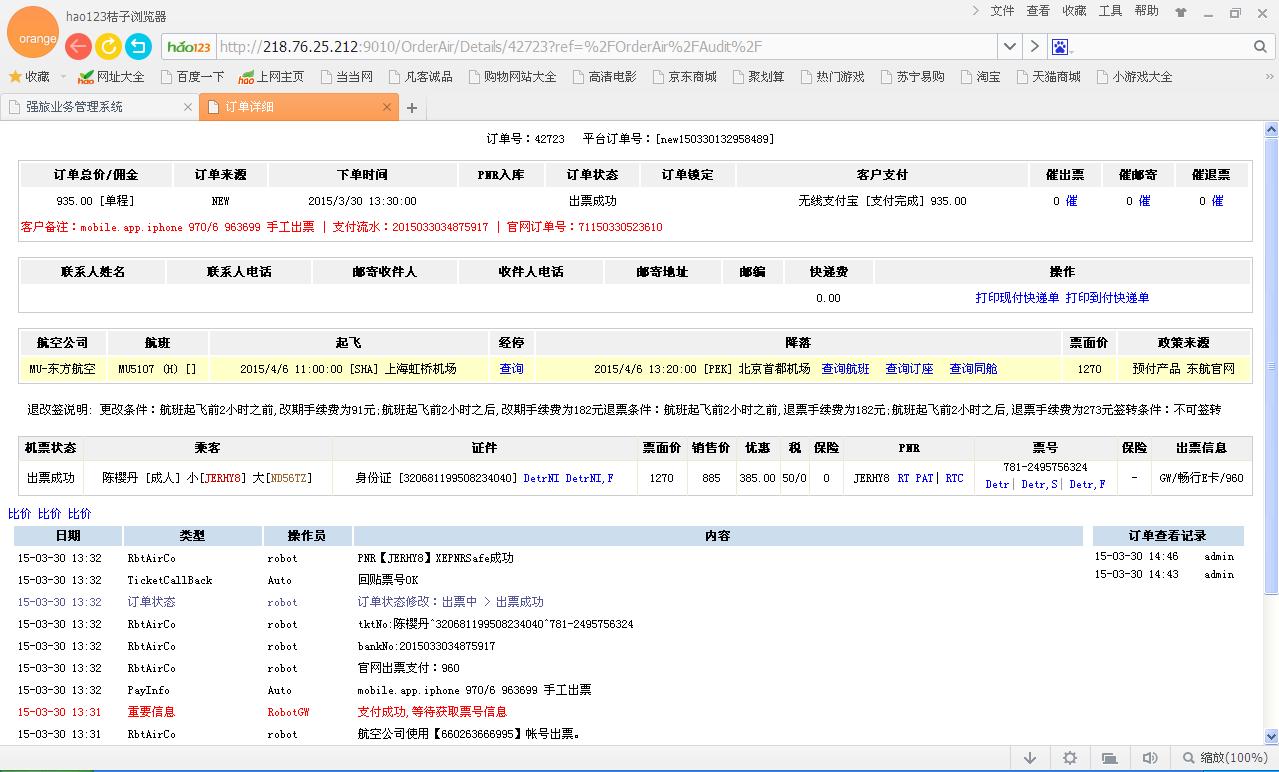 hao123桔子浏览器
文件 查看 收藏 工具 帮助
orange
hao123 http://218.76.25.212:9010/OrderAir/Details/42723?ref=%2FOrderAir%2FAudit%2F
收藏 网址大全 百度一下 上网主页 当当网 凡客诚品 购物网站大全 高清电影 京东商城 聚划算 热门游戏 苏宁易购 淘宝 天猫商城 小游戏大全
强旅业务管理系统 订单详细
订单号：42723 平台订单号：[new150330132958489]
订单总价/佣金 订单来源 下单时间 PNR入库 订单状态 订单锁定 客户支付 催出票 催邮寄 催退票
935.00 [单程] NEW 2015/3/30 13:30:00 出票成功 无线支付宝 [支付完成] 935.00 0 催 0 催 0 催
客户备注：mobile.app.iphone 970/6 963699 手工出票 | 支付流水：2015033034875917 | 官网订单号：71150330523610
联系人姓名 联系人电话 邮寄收件人 收件人电话 邮寄地址 邮编 快递费 操作
0.00 打印现付快递单 打印到付快递单
航空公司 航班 起飞 经停 降落 票面价 政策来源
MU-东方航空 MU5107 (H) [] 2015/4/6 11:00:00 [SHA] 上海虹桥机场 查询 2015/4/6 13:20:00 [PEK] 北京首都机场 查询航班 查询订座 查询同舱 1270 预付产品 东航官网
退改签说明: 更改条件：航班起飞前2小时之前,改期手续费为91元;航班起飞前2小时之后,改期手续费为182元退票条件：航班起飞前2小时之前,退票手续费为182元;航班起飞前2小时之后,退票手续费为273元签转条件：不可签转
机票状态 乘客 证件 票面价 销售价 优惠 税 保险 PNR 票号 保险 出票信息
出票成功 陈樱丹 [成人] 小[JERHY8] 大[ND56TZ] 身份证 [320681199508234040] DetrNI DetrNI,F 1270 885 385.00 50/0 0 JERHY8 RT PAT| RTC 781-2495756324 - GW/畅行E卡/960
Detr| Detr,S| Detr,F
比价 比价 比价
日期 类型 操作员 内容 订单查看记录
15-03-30 13:32 RbtAirCo robot PNR【JERHY8】XEPNRSafe成功 15-03-30 14:46 admin
15-03-30 13:32 TicketCallBack Auto 回贴票号OK 15-03-30 14:43 admin
15-03-30 13:32 订单状态 robot 订单状态修改：出票中 > 出票成功
15-03-30 13:32 RbtAirCo robot tktNo:陈樱丹^320681199508234040^781-2495756324
15-03-30 13:32 RbtAirCo robot bankNo:2015033034875917
15-03-30 13:32 RbtAirCo robot 官网出票支付：960
15-03-30 13:32 PayInfo Auto mobile.app.iphone 970/6 963699 手工出票
15-03-30 13:31 重要信息 RobotGW 支付成功,等待获取票号信息
15-03-30 13:31 RbtAirCo robot 航空公司使用【660263666995】帐号出票。
缩放(100%)